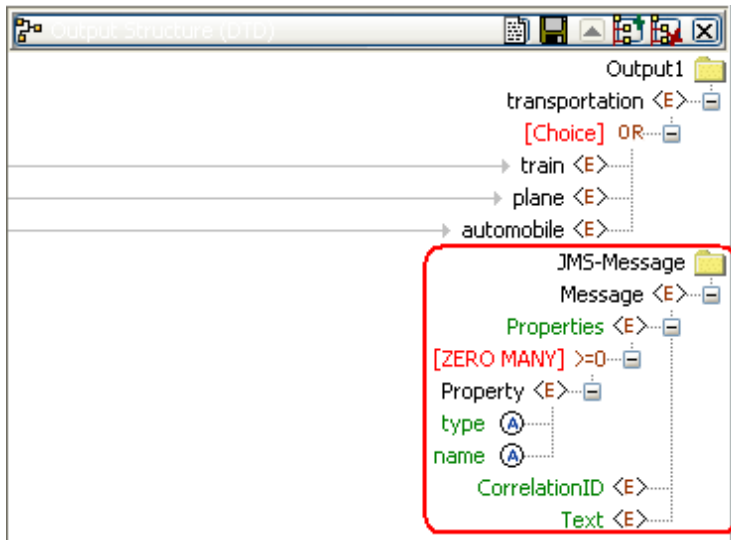 Output Structure (DTD)
Output1
transportation <E>
[Choice] OR
train <E>
plane <E>
automobile <E>
JMS-Message
Message <E>
Properties <E>
[ZERO MANY] >=0
Property <E>
type A
name A
CorrelationID <E>
Text <E>